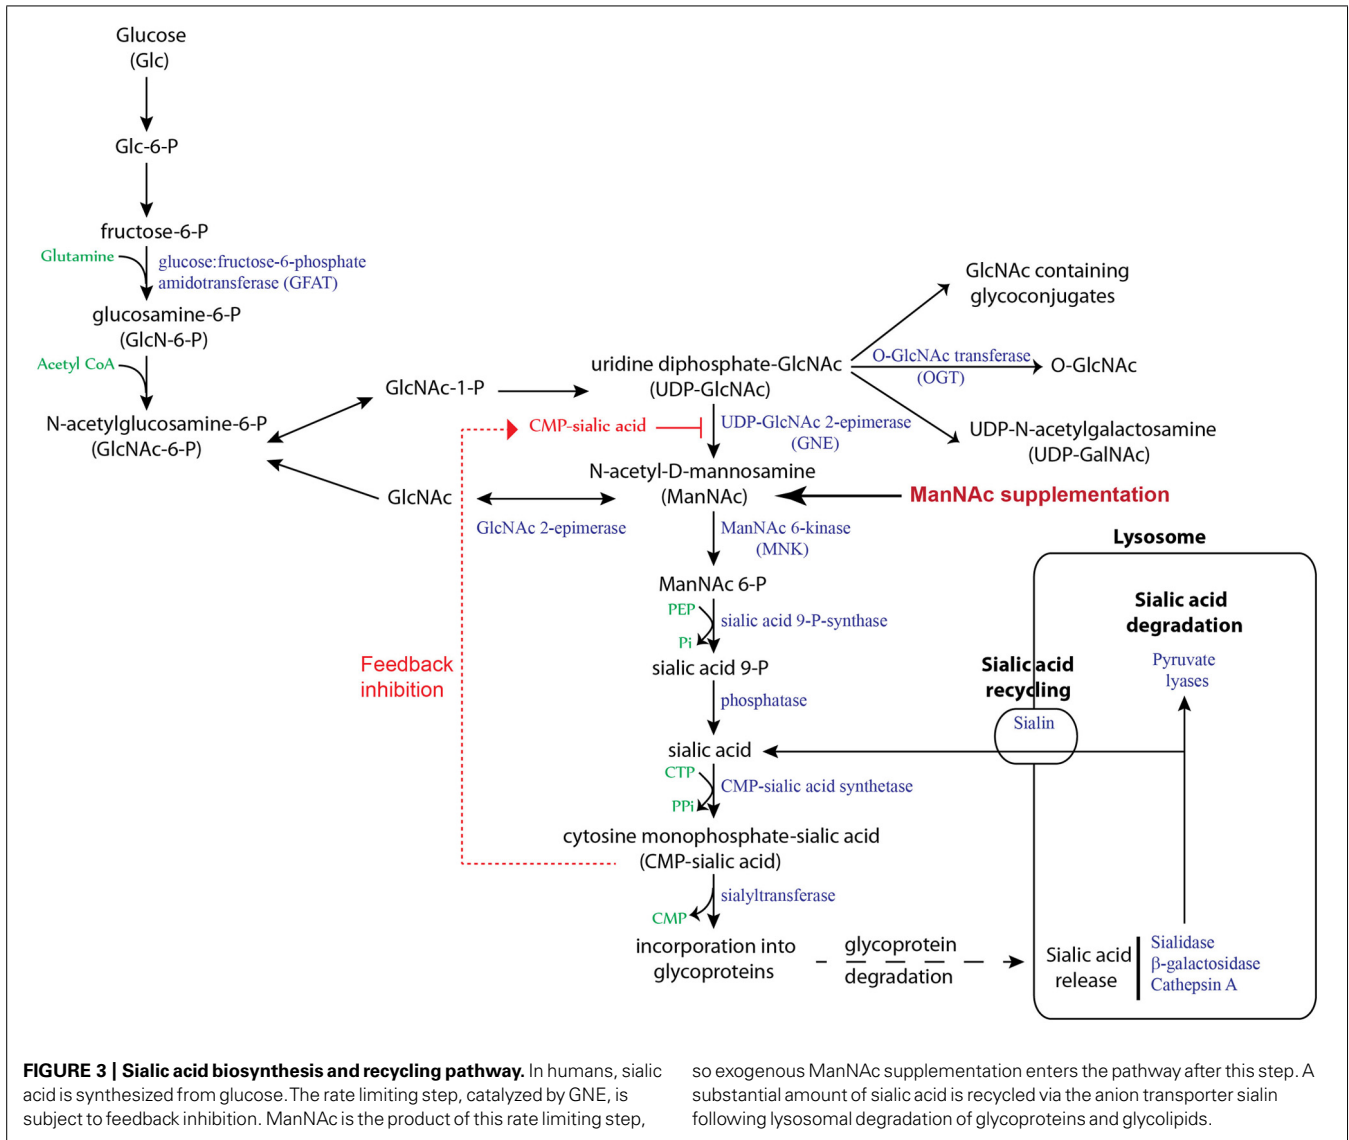 Glucose
(Glc)
Glc-6-P
fructose-6-P
Glutamine
glucose:fructose-6-phosphate
amidotransferase (GFAT)
glucosamine-6-P
(GlcN-6-P)
Acetyl CoA
N-acetylglucosamine-6-P
(GlcNAc-6-P)
GlcNAc-1-P
GlcNAc
GlcNAc 2-epimerase
uridine diphosphate-GlcNAc
(UDP-GlcNAc)
GlcNAc containing
glycoconjugates
O-GlcNAc transferase
(OGT)
O-GlcNAc
UDP-N-acetylgalactosamine
(UDP-GalNAc)
CMP-sialic acid
UDP-GlcNAc 2-epimerase
(GNE)
N-acetyl-D-mannosamine
(ManNAc)
ManNAc supplementation
ManNAc 6-kinase
(MNK)
ManNAc 6-P
PEP
Pi
sialic acid 9-P-synthase
sialic acid 9-P
phosphatase
Feedback
inhibition
sialic acid
CTP
PPi
CMP-sialic acid synthetase
cytosine monophosphate-sialic acid
(CMP-sialic acid)
CMP
sialyltransferase
incorporation into
glycoproteins
glycoprotein
degradation
Lysosome
Sialic acid
degradation
Pyruvate
lyases
Sialic acid
recycling
Sialin
Sialic acid
release
Sialidase
β-galactosidase
Cathepsin A
FIGURE 3 | Sialic acid biosynthesis and recycling pathway. In humans, sialic
acid is synthesized from glucose. The rate limiting step, catalyzed by GNE, is
subject to feedback inhibition. ManNAc is the product of this rate limiting step,
so exogenous ManNAc supplementation enters the pathway after this step. A
substantial amount of sialic acid is recycled via the anion transporter sialin
following lysosomal degradation of glycoproteins and glycolipids.